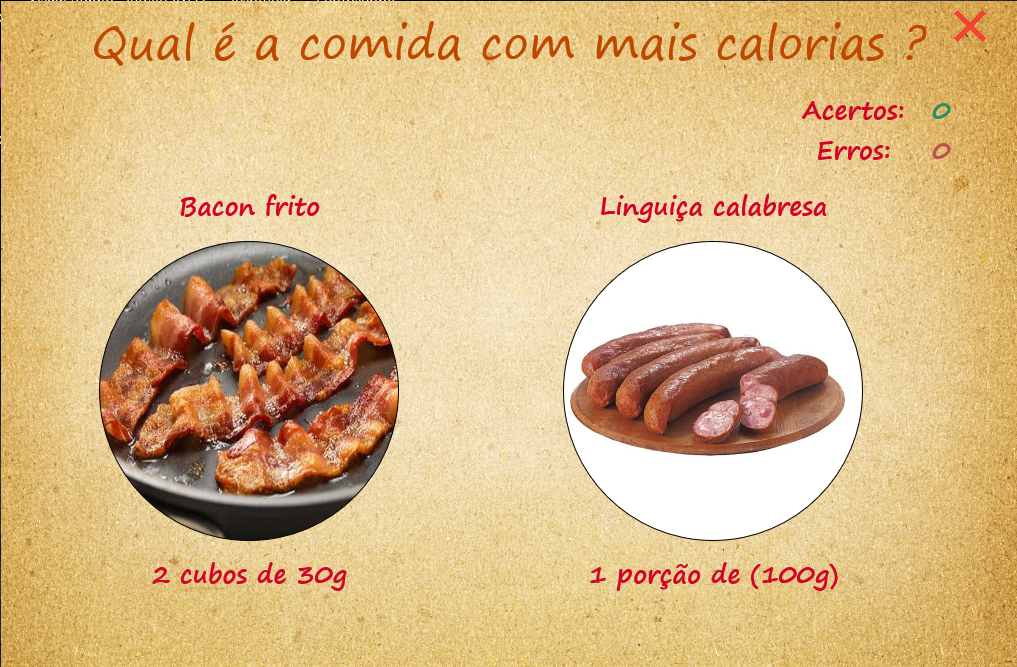 Qual é a comida com mais calorias ?
Acertos: 0
Erros: 0
Bacon frito
Linguiça calabresa
2 cubos de 30g
1 porção de (100g)